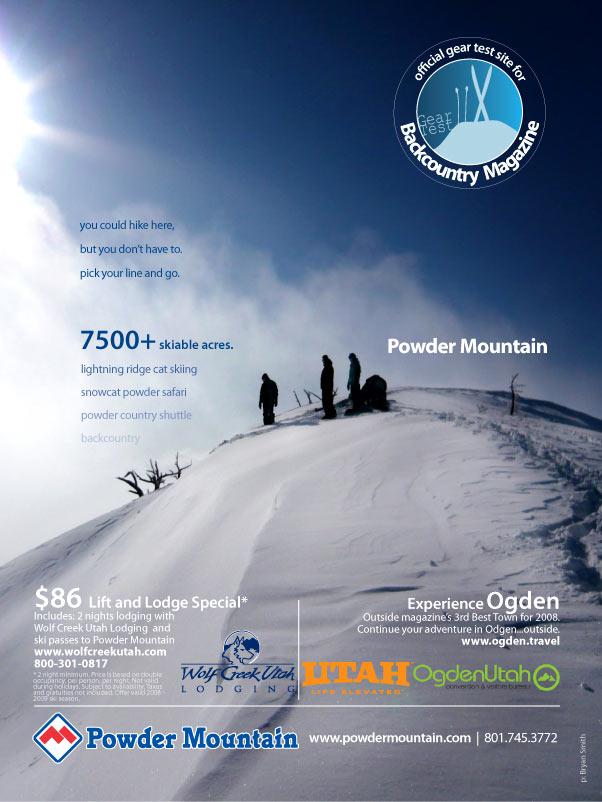 official gear test site for
Gear
Test
Backcountry Magazine
you could hike here,
but you don't have to.
pick your line and go.
7500+ skiable acres.
lightning ridge cat skiing
snowcat powder safari
powder country shuttle
backcountry
Powder Mountain
$86 Lift and Lodge Special*
Includes: 2 nights lodging with
Wolf Creek Utah Lodging and
ski passes to Powder Mountain
www.wolfcreekutah.com
800-301-0817
* 2 night minimum. Price is based on double
occupancy, per person, per night. Not valid
during holidays. Subject to availability. Taxes
and gratuities not included. Offer valid 2008 -
2009 ski season.
Wolf Creek Utah
LODGING
Experience Ogden
Outside magazine's 3rd Best Town for 2008.
Continue your adventure in Odgen...outside.
www.ogden.travel
UTAH
LIFE ELEVATED
OgdenUtah
convention & visitors bureau
Powder Mountain
www.powdermountain.com | 801.745.3772
p: Bryan Smith